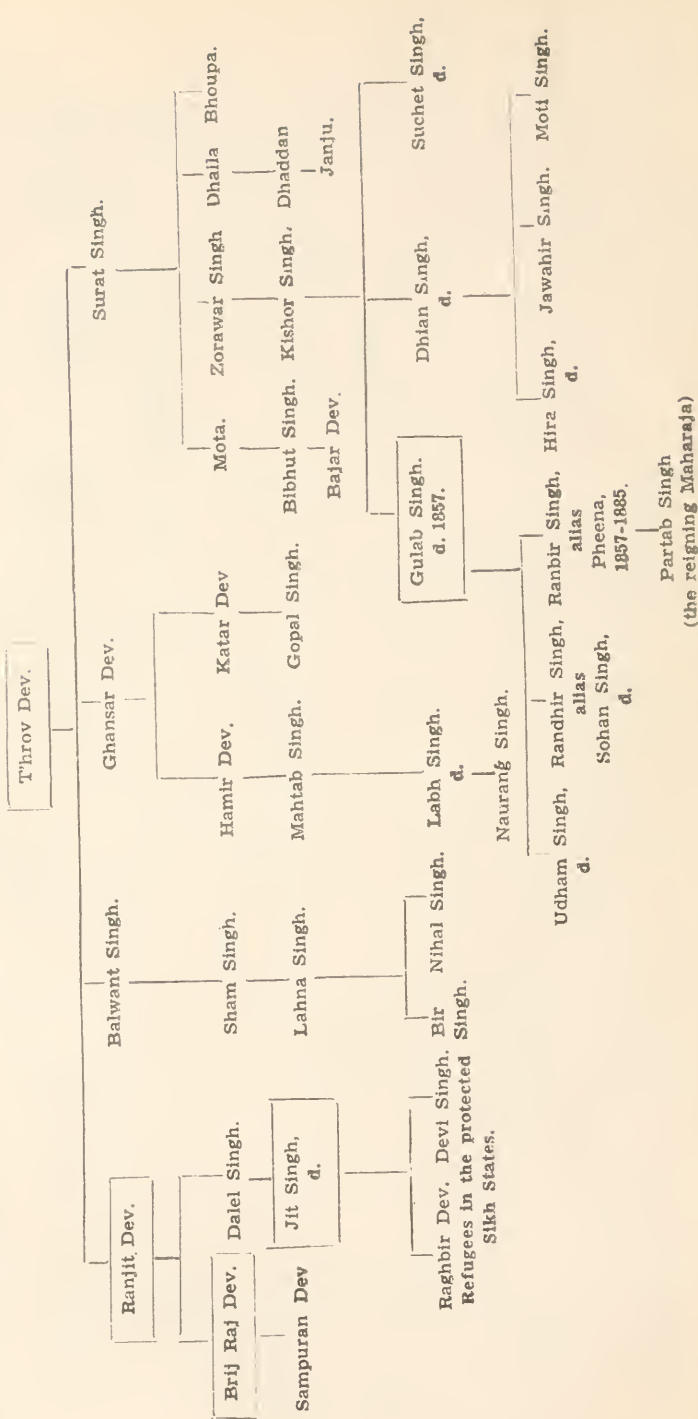 T'hrov Dev.
Ranjit Dev.
Balwant Singh.
Ghansar Dev.
Surat Singh.
Brij Raj Dev.
Dalel Singh.
Sham Singh.
Hamir Dev.
Katar Dev
Mota.
Zorawar Singh
Dhaila
Bhoupa.
Sampuran Dev
Jit Singh,
d.
Lahna Singh.
Mahtab Singh.
Gopal Singh.
Bibhut Singh.
Kishor Singh.
Dhaddan
Bajar Dev.
Janju.
Raghbir Dev.
Devi Singh.
Refugees in the protected
Sikh States.
Bir
Singh.
Nihal Singh.
Labh Singh.
d.
Naurang Singh.
Gulab Singh.
d. 1857.
Dhian Singh,
d.
Suchet Singh,
d.
Udham Singh,
d.
Randhir Singh,
alias
Sohan Singh,
d.
Ranbir Singh,
alias
Pheena,
1857-1885.
Hira Singh,
d.
Jawahir Singh.
Moti Singh.
Partab Singh
(the reigning Maharaja)